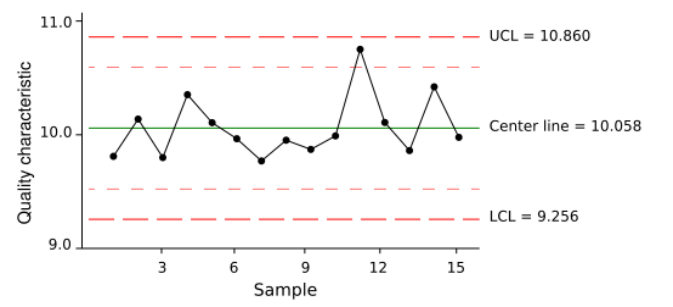 11.0
UCL = 10.860
Quality characteristic
10.0
Center line = 10.058
LCL = 9.256
9.0
3 6 9 12 15
Sample